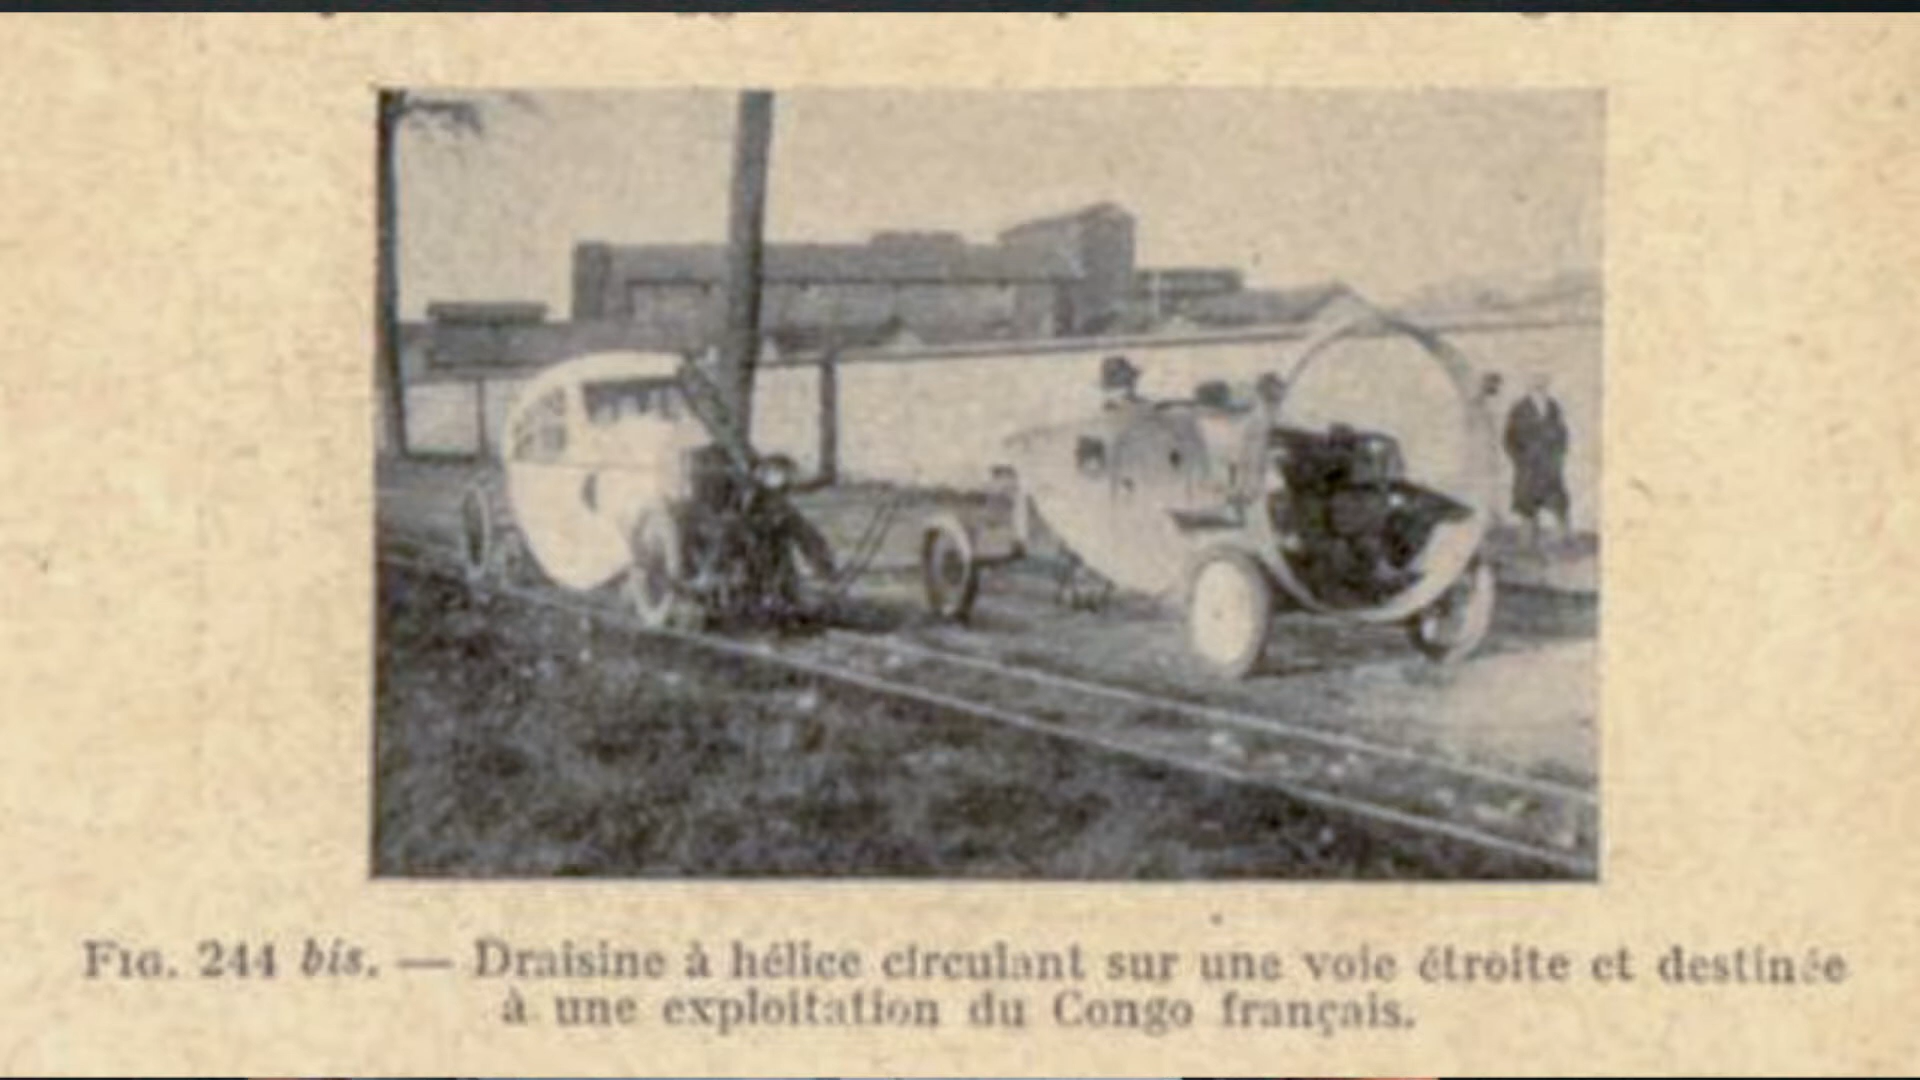 FIG. 244 bis. — Draisine à hélice circulant sur une voie étroite et destinée
à une exploitation du Congo français.